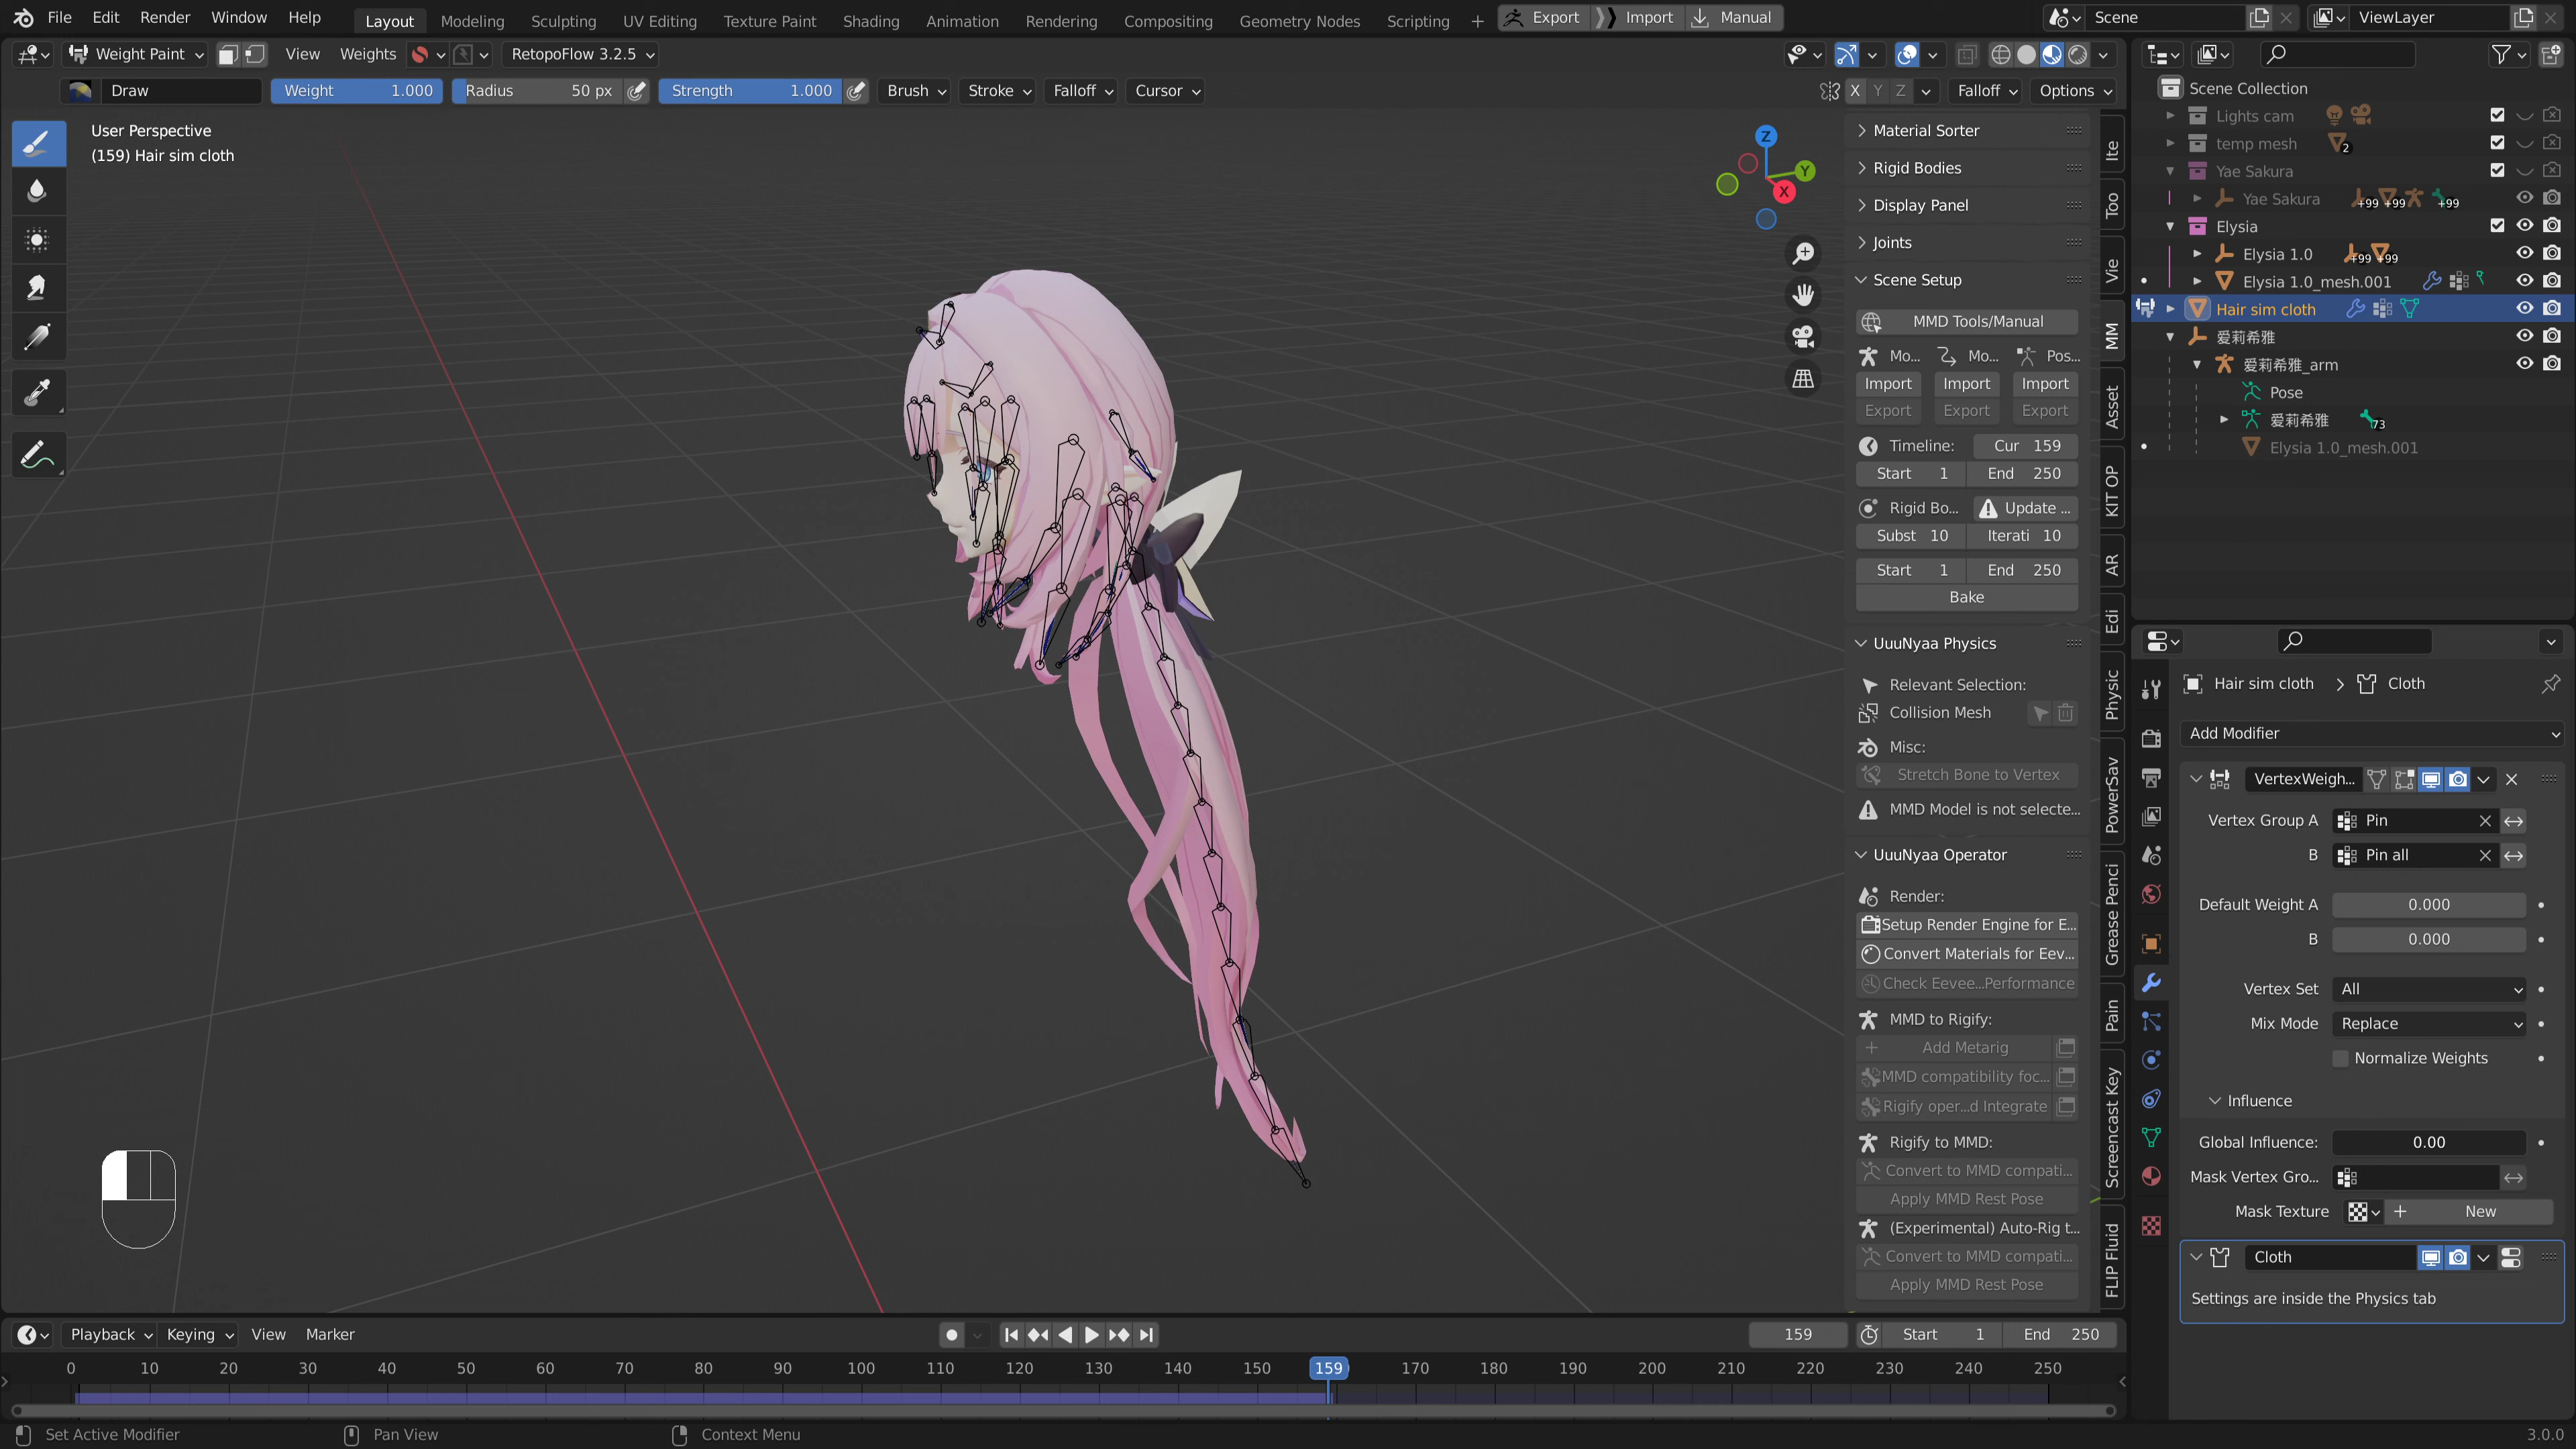 File Edit Render Window Help Layout Modeling Sculpting UV Editing Texture Paint Shading Animation Rendering Compositing Geometry Nodes Scripting + Export Import Manual Scene ViewLayer
Weight Paint View Weights RetopoFlow 3.2.5
Draw Weight 1.000 Radius 50 px Strength 1.000 Brush Stroke Falloff Cursor X Y Z Falloff Options
User Perspective
(159) Hair sim cloth
Z
Y
X
Material Sorter
Rigid Bodies
Display Panel
Joints
Scene Setup
MMD Tools/Manual
Mo... Mo... Pos...
Import Import Import
Export Export Export
Timeline: Cur 159
Start 1 End 250
Rigid Bo... Update ...
Subst 10 Iterati 10
Start 1 End 250
Bake
UuuNyaa Physics
Relevant Selection:
Collision Mesh
Misc:
Stretch Bone to Vertex
MMD Model is not selecte...
UuuNyaa Operator
Render:
Setup Render Engine for E...
Convert Materials for Eev...
Check Eevee...Performance
MMD to Rigify:
Add Metarig
MMD compatibility foc...
Rigify oper...d Integrate
Rigify to MMD:
Convert to MMD compati...
Apply MMD Rest Pose
(Experimental) Auto-Rig t...
Convert to MMD compati...
Apply MMD Rest Pose
Ite
Too
Vie
MM
Asset
KIT OP
AR
Edi
Physic
PowerSav
Grease Penci
Pain
Screencast Key
FLIP Fluid
Scene Collection
Lights cam
temp mesh 2
Yae Sakura
Yae Sakura +99 +99 +99
Elysia
Elysia 1.0 +99 +99
Elysia 1.0_mesh.001
Hair sim cloth
爱莉希雅
爱莉希雅_arm
Pose
爱莉希雅 73
Elysia 1.0_mesh.001
Hair sim cloth > Cloth
Add Modifier
VertexWeigh...
Vertex Group A Pin
B Pin all
Default Weight A 0.000
B 0.000
Vertex Set All
Mix Mode Replace
Normalize Weights
Influence
Global Influence: 0.00
Mask Vertex Gro...
Mask Texture + New
Cloth
Settings are inside the Physics tab
Playback Keying View Marker 159 Start 1 End 250
0 10 20 30 40 50 60 70 80 90 100 110 120 130 140 150 159 170 180 190 200 210 220 230 240 250
Set Active Modifier Pan View Context Menu 3.0.0